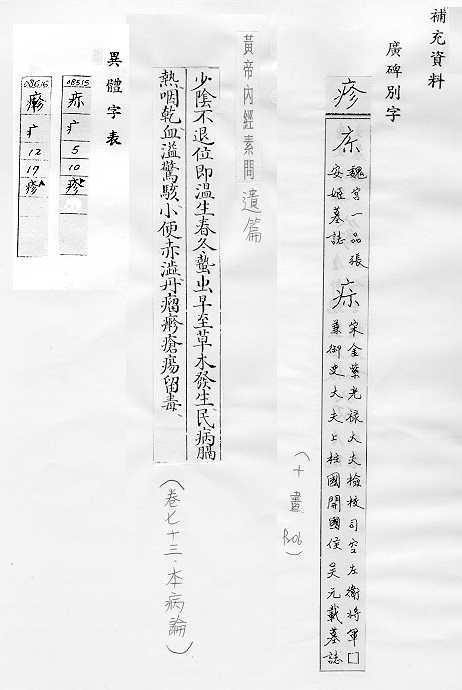 補充資料
廣碑別字
疹
魏宮一品張
安姬墓誌
宋金紫光祿大夫檢校司空左衛將軍□
兼御史大夫上柱國開國侯吳元載墓誌
(十畫 B06)
黃帝內經素問遺篇
少陰不退位即溫生春冬蟄虫早至草木發生民病膈
熱咽乾血溢驚駭小便赤澁丹瘤疹瘡瘍留毒
(卷七十三.本病論)
異體字表
08515
疒
5
10
疹
08516
疒
12
17
疹